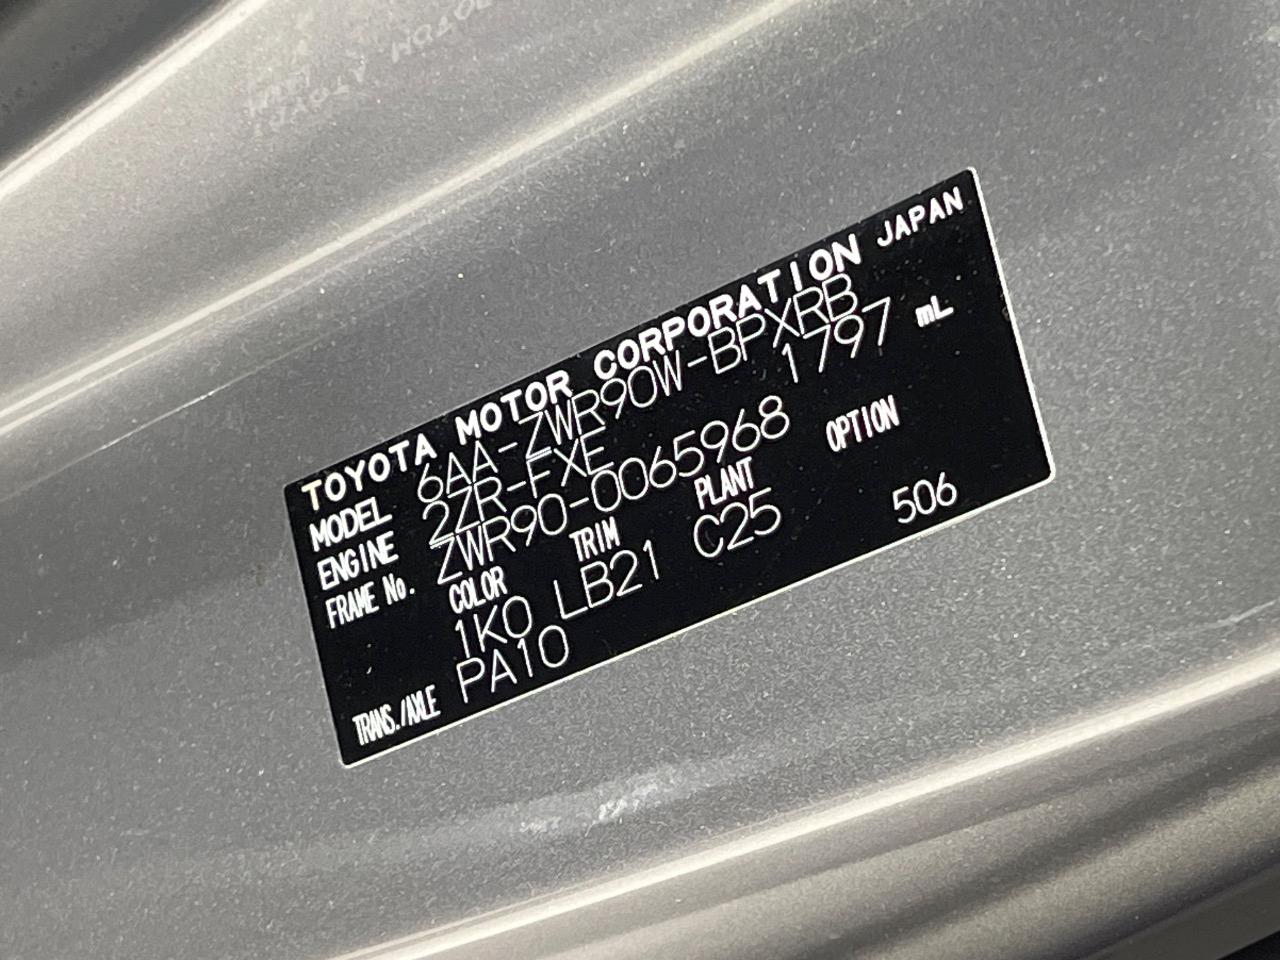 TOYOTA MOTOR CORPORATION JAPAN
MODEL 6AA-ZWR90W-BPXRB
ENGINE 2ZR-FXE 1797 mL
FRAME No. ZWR90-0065968
COLOR TRIM PLANT OPTION
1K0 LB21 C25 506
TRANS./AXLE PA10